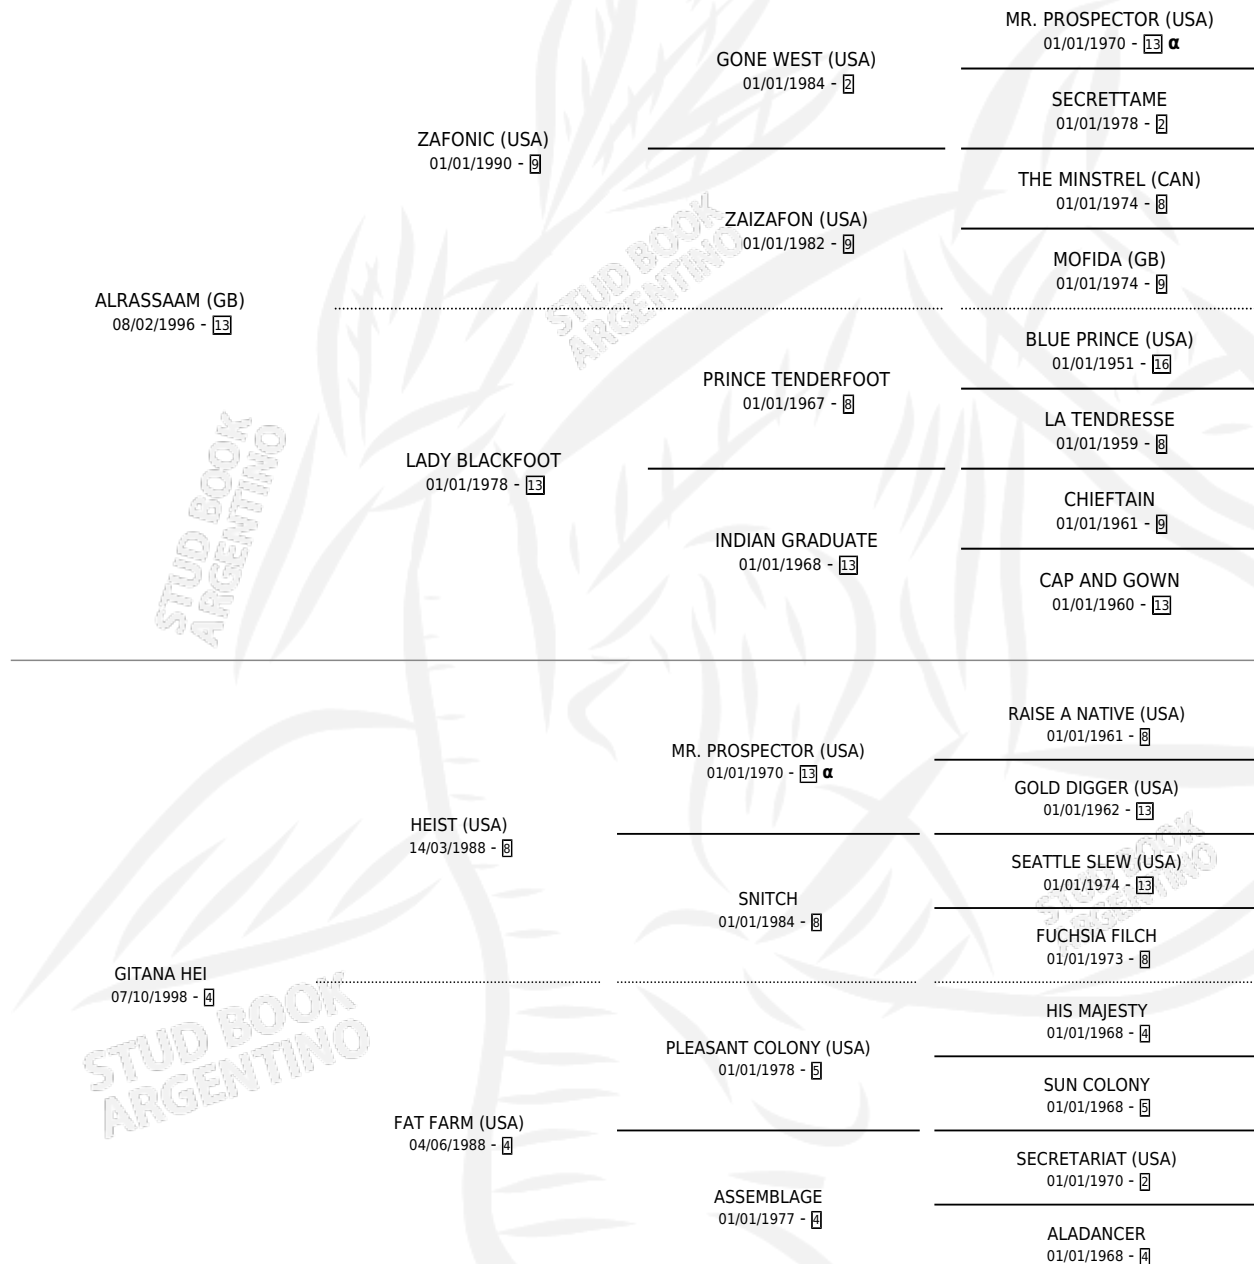 MR. PROSPECTOR (USA)
01/01/1970 - 13 α
GONE WEST (USA)
01/01/1984 - 2
SECRETTAME
01/01/1978 - 2
ZAFONIC (USA)
01/01/1990 - 9
THE MINSTREL (CAN)
01/01/1974 - 8
ZAIZAFON (USA)
01/01/1982 - 9
MOFIDA (GB)
01/01/1974 - 9
ALRASSAAM (GB)
08/02/1996 - 13
BLUE PRINCE (USA)
01/01/1951 - 16
PRINCE TENDERFOOT
01/01/1967 - 8
LA TENDRESSE
01/01/1959 - 8
LADY BLACKFOOT
01/01/1978 - 13
CHIEFTAIN
01/01/1961 - 9
INDIAN GRADUATE
01/01/1968 - 13
CAP AND GOWN
01/01/1960 - 13
RAISE A NATIVE (USA)
01/01/1961 - 8
MR. PROSPECTOR (USA)
01/01/1970 - 13 α
GOLD DIGGER (USA)
01/01/1962 - 13
HEIST (USA)
14/03/1988 - 8
SEATTLE SLEW (USA)
01/01/1974 - 13
SNITCH
01/01/1984 - 8
FUCHSIA FILCH
01/01/1973 - 8
GITANA HEI
07/10/1998 - 4
HIS MAJESTY
01/01/1968 - 4
PLEASANT COLONY (USA)
01/01/1978 - 5
SUN COLONY
01/01/1968 - 5
FAT FARM (USA)
04/06/1988 - 4
SECRETARIAT (USA)
01/01/1970 - 2
ASSEMBLAGE
01/01/1977 - 4
ALADANCER
01/01/1968 - 4
STUD BOOK
ARGENTINO
STUD BOOK
ARGENTINO
STUD BOOK
ARGENTINO
STUD BOOK
ARGENTINO